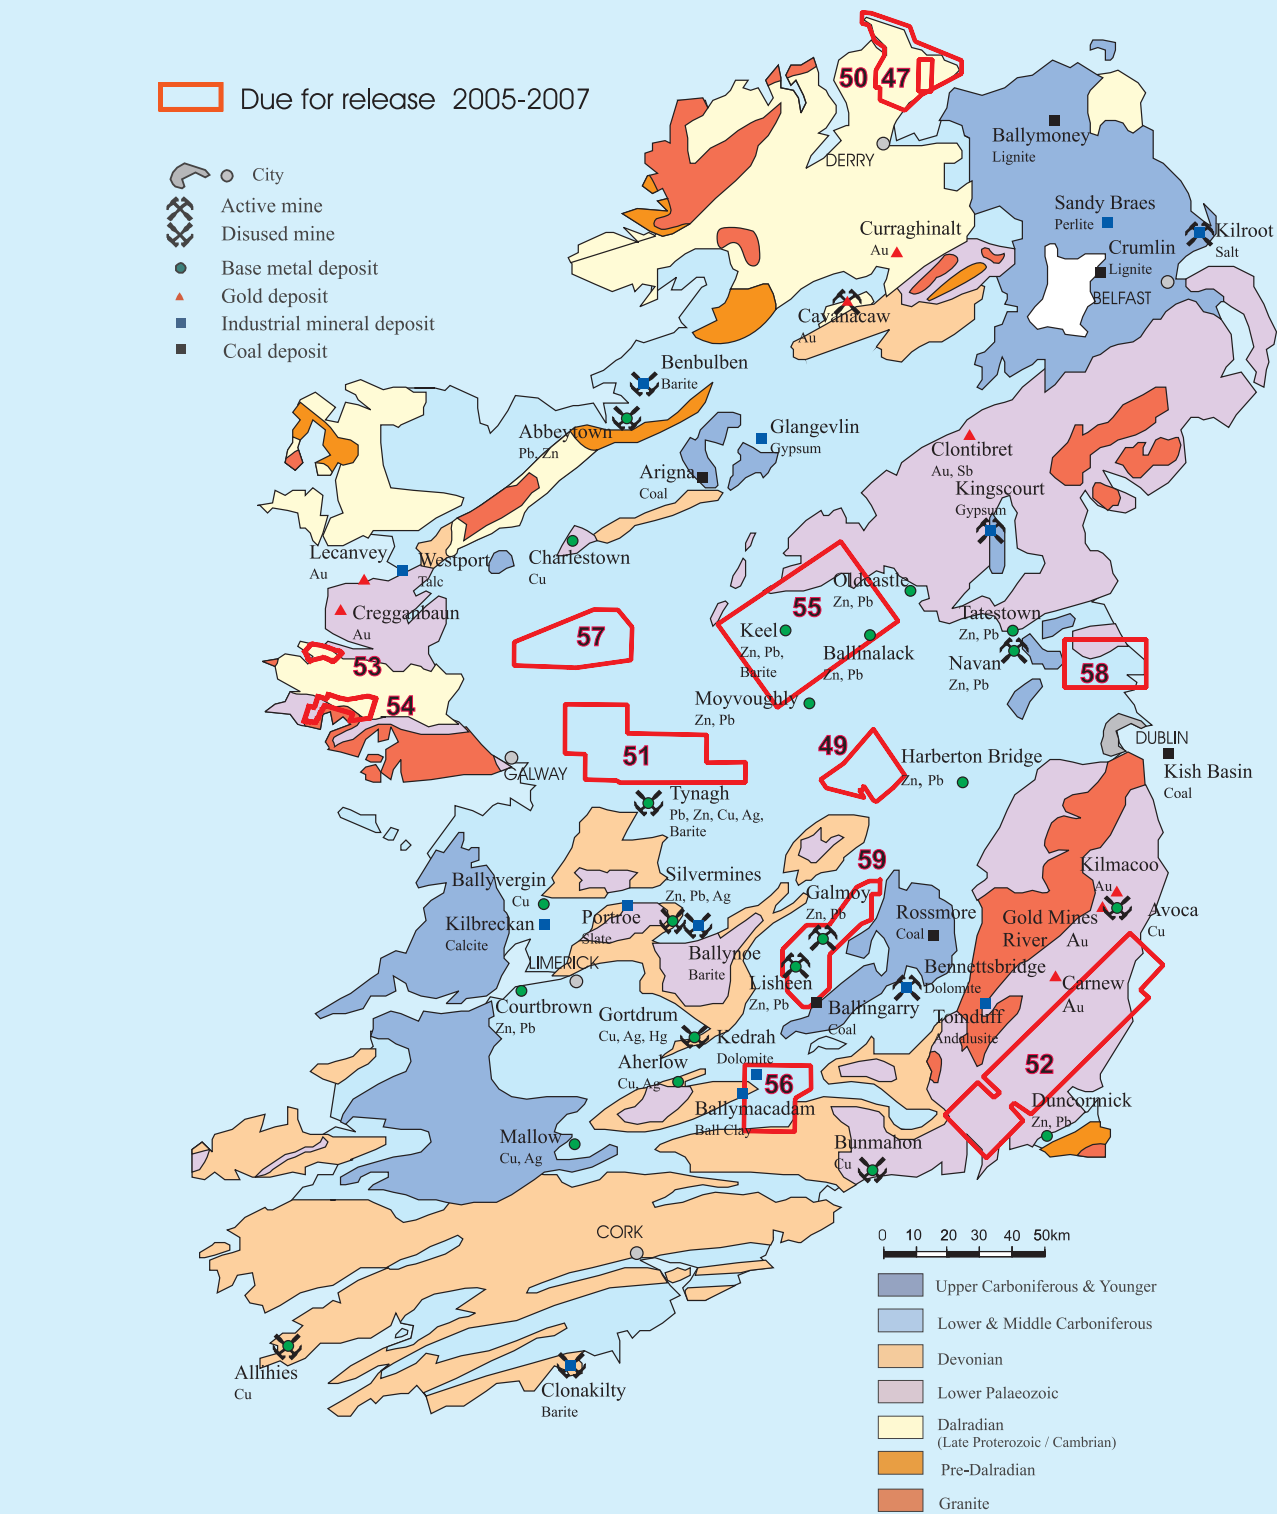 50
47
Due for release 2005-2007
Ballymoney
Lignite
DERRY
City
Active mine
Disused mine
Base metal deposit
Gold deposit
Industrial mineral deposit
Coal deposit
Sandy Braes
Perlite
Kilroot
Salt
Curraghinalt
Au
Crumlin
Lignite
BELFAST
Cavanacaw
Au
Benbulben
Barite
Abbeytown
Pb, Zn
Glangevlin
Gypsum
Arigna
Coal
Clontibret
Au, Sb
Kingscourt
Gypsum
Lecanvey
Au
Westport
Talc
Charlestown
Cu
Oldcastle
Zn, Pb
Cregganbaun
Au
55
57
Keel
Zn, Pb,
Barite
Ballinalack
Zn, Pb
Tatestown
Zn, Pb
Navan
Zn, Pb
53
54
58
Moyvoughly
Zn, Pb
51
49
Harberton Bridge
Zn, Pb
DUBLIN
Kish Basin
Coal
GALWAY
Tynagh
Pb, Zn, Cu, Ag,
Barite
59
Kilmacoo
Au
Ballyvergin
Cu
Silvermines
Zn, Pb, Ag
Galmoy
Zn, Pb
Kilbreckan
Calcite
Portroe
Slate
Rossmore
Coal
Gold Mines
River Au
Avoca
Cu
Ballynoe
Barite
LIMERICK
Lisheen
Zn, Pb
Bennettsbridge
Dolomite
Carnew
Au
Courtbrown
Zn, Pb
Gortdrum
Cu, Ag, Hg
Ballingarry
Coal
Tomduff
Andalusite
Kedrah
Dolomite
Aherlow
Cu, Ag
56
52
Ballymacadam
Ball Clay
Duncormick
Zn, Pb
Mallow
Cu, Ag
Bunmahon
Cu
CORK
0 10 20 30 40 50km
Upper Carboniferous & Younger
Lower & Middle Carboniferous
Devonian
Lower Palaeozoic
Dalradian
(Late Proterozoic / Cambrian)
Pre-Dalradian
Granite
Allihies
Cu
Clonakilty
Barite